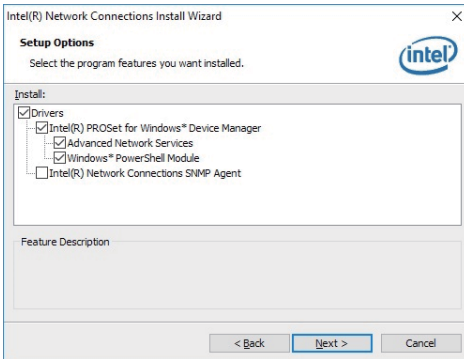 Intel(R) Network Connections Install Wizard
Setup Options
Select the program features you want installed.
intel
Install:
Drivers
Intel(R) PROSet for Windows* Device Manager
Advanced Network Services
Windows* PowerShell Module
Intel(R) Network Connections SNMP Agent
Feature Description
< Back Next > Cancel